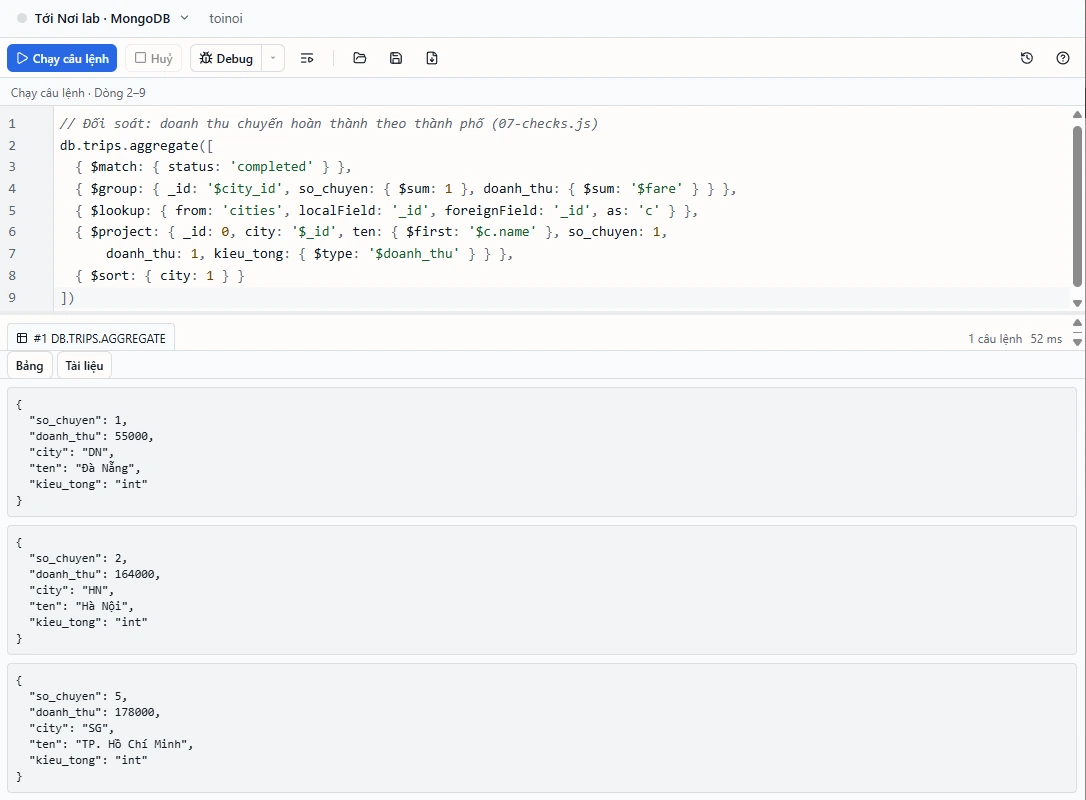 Tới Nơi lab · MongoDB toinoi
Chạy câu lệnh Huỷ Debug
Chạy câu lệnh · Dòng 2–9
1 // Đối soát: doanh thu chuyến hoàn thành theo thành phố (07-checks.js)
2 db.trips.aggregate([
3 { $match: { status: 'completed' } },
4 { $group: { _id: '$city_id', so_chuyen: { $sum: 1 }, doanh_thu: { $sum: '$fare' } } },
5 { $lookup: { from: 'cities', localField: '_id', foreignField: '_id', as: 'c' } },
6 { $project: { _id: 0, city: '$_id', ten: { $first: '$c.name' }, so_chuyen: 1,
7 doanh_thu: 1, kieu_tong: { $type: '$doanh_thu' } } },
8 { $sort: { city: 1 } }
9 ])
#1 DB.TRIPS.AGGREGATE 1 câu lệnh 52 ms
Bảng Tài liệu
{
"so_chuyen": 1,
"doanh_thu": 55000,
"city": "DN",
"ten": "Đà Nẵng",
"kieu_tong": "int"
}
{
"so_chuyen": 2,
"doanh_thu": 164000,
"city": "HN",
"ten": "Hà Nội",
"kieu_tong": "int"
}
{
"so_chuyen": 5,
"doanh_thu": 178000,
"city": "SG",
"ten": "TP. Hồ Chí Minh",
"kieu_tong": "int"
}